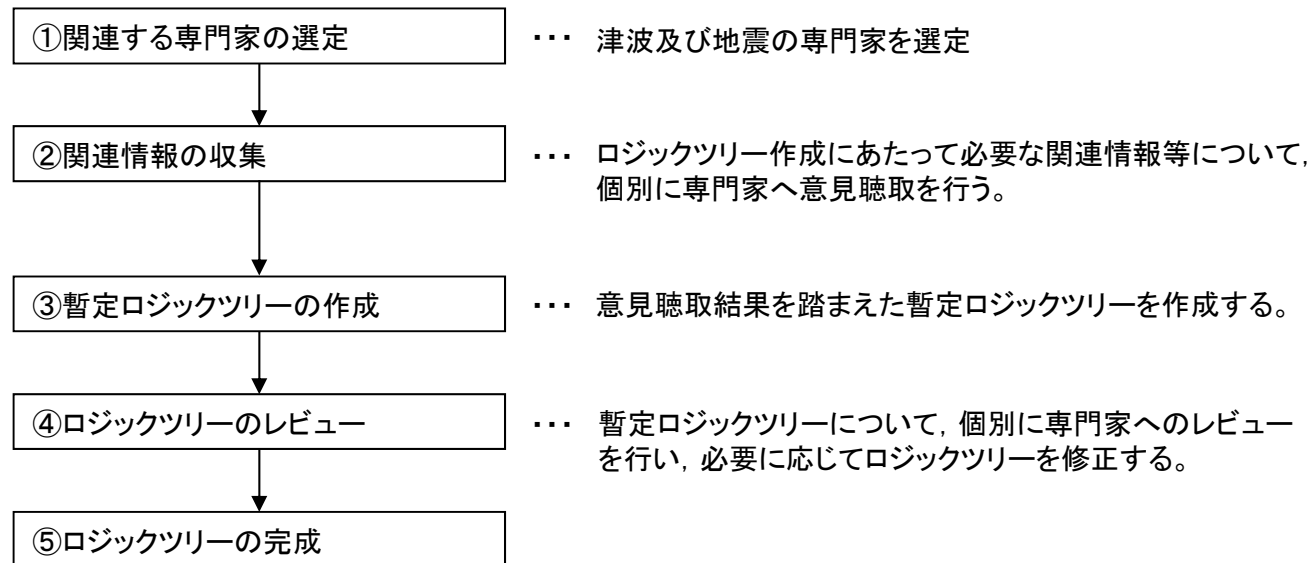 ①関連する専門家の選定 ・・・ 津波及び地震の専門家を選定
②関連情報の収集 ・・・ ロジックツリー作成にあたって必要な関連情報等について，
個別に専門家へ意見聴取を行う。
③暫定ロジックツリーの作成 ・・・ 意見聴取結果を踏まえた暫定ロジックツリーを作成する。
④ロジックツリーのレビュー ・・・ 暫定ロジックツリーについて，個別に専門家へのレビュー
を行い，必要に応じてロジックツリーを修正する。
⑤ロジックツリーの完成